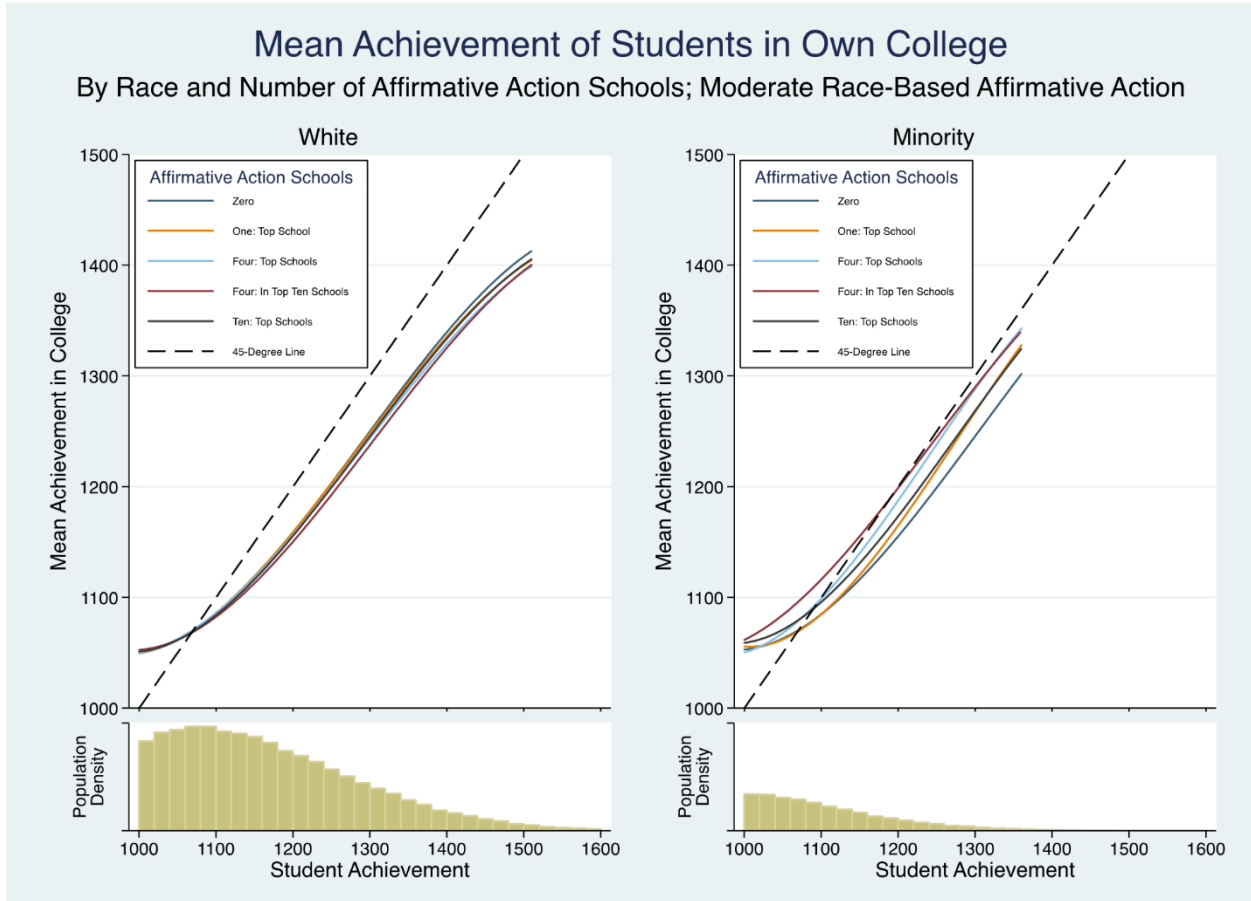 Mean Achievement of Students in Own College
By Race and Number of Affirmative Action Schools; Moderate Race-Based Affirmative Action
White
Mean Achievement in College
1500
1400
1300
1200
1100
1000
Affirmative Action Schools
Zero
One: Top School
Four: Top Schools
Four: In Top Ten Schools
Ten: Top Schools
45-Degree Line
Population
Density
1000 1100 1200 1300 1400 1500 1600
Student Achievement
Minority
Mean Achievement in College
1500
1400
1300
1200
1100
1000
Affirmative Action Schools
Zero
One: Top School
Four: Top Schools
Four: In Top Ten Schools
Ten: Top Schools
45-Degree Line
Population
Density
1000 1100 1200 1300 1400 1500 1600
Student Achievement